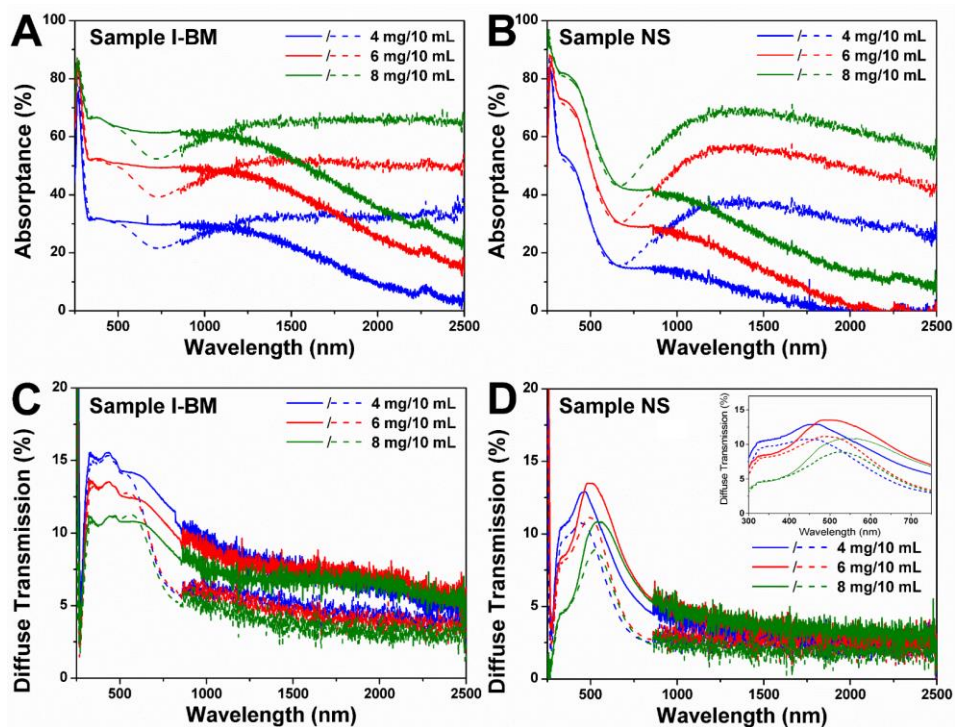 A
Sample I-BM
/ 4 mg/10 mL
/ 6 mg/10 mL
/ 8 mg/10 mL
Absorptance (%)
100
80
60
40
20
0
500 1000 1500 2000 2500
Wavelength (nm)
B
Sample NS
/ 4 mg/10 mL
/ 6 mg/10 mL
/ 8 mg/10 mL
Absorptance (%)
100
80
60
40
20
0
500 1000 1500 2000 2500
Wavelength (nm)
C
Sample I-BM
/ 4 mg/10 mL
/ 6 mg/10 mL
/ 8 mg/10 mL
Diffuse Transmission (%)
20
15
10
5
0
500 1000 1500 2000 2500
Wavelength (nm)
D
Sample NS
Diffuse Transmission (%)
15
10
5
0
300 400 500 600 700
Wavelength (nm)
/ 4 mg/10 mL
/ 6 mg/10 mL
/ 8 mg/10 mL
Diffuse Transmission (%)
20
15
10
5
0
500 1000 1500 2000 2500
Wavelength (nm)